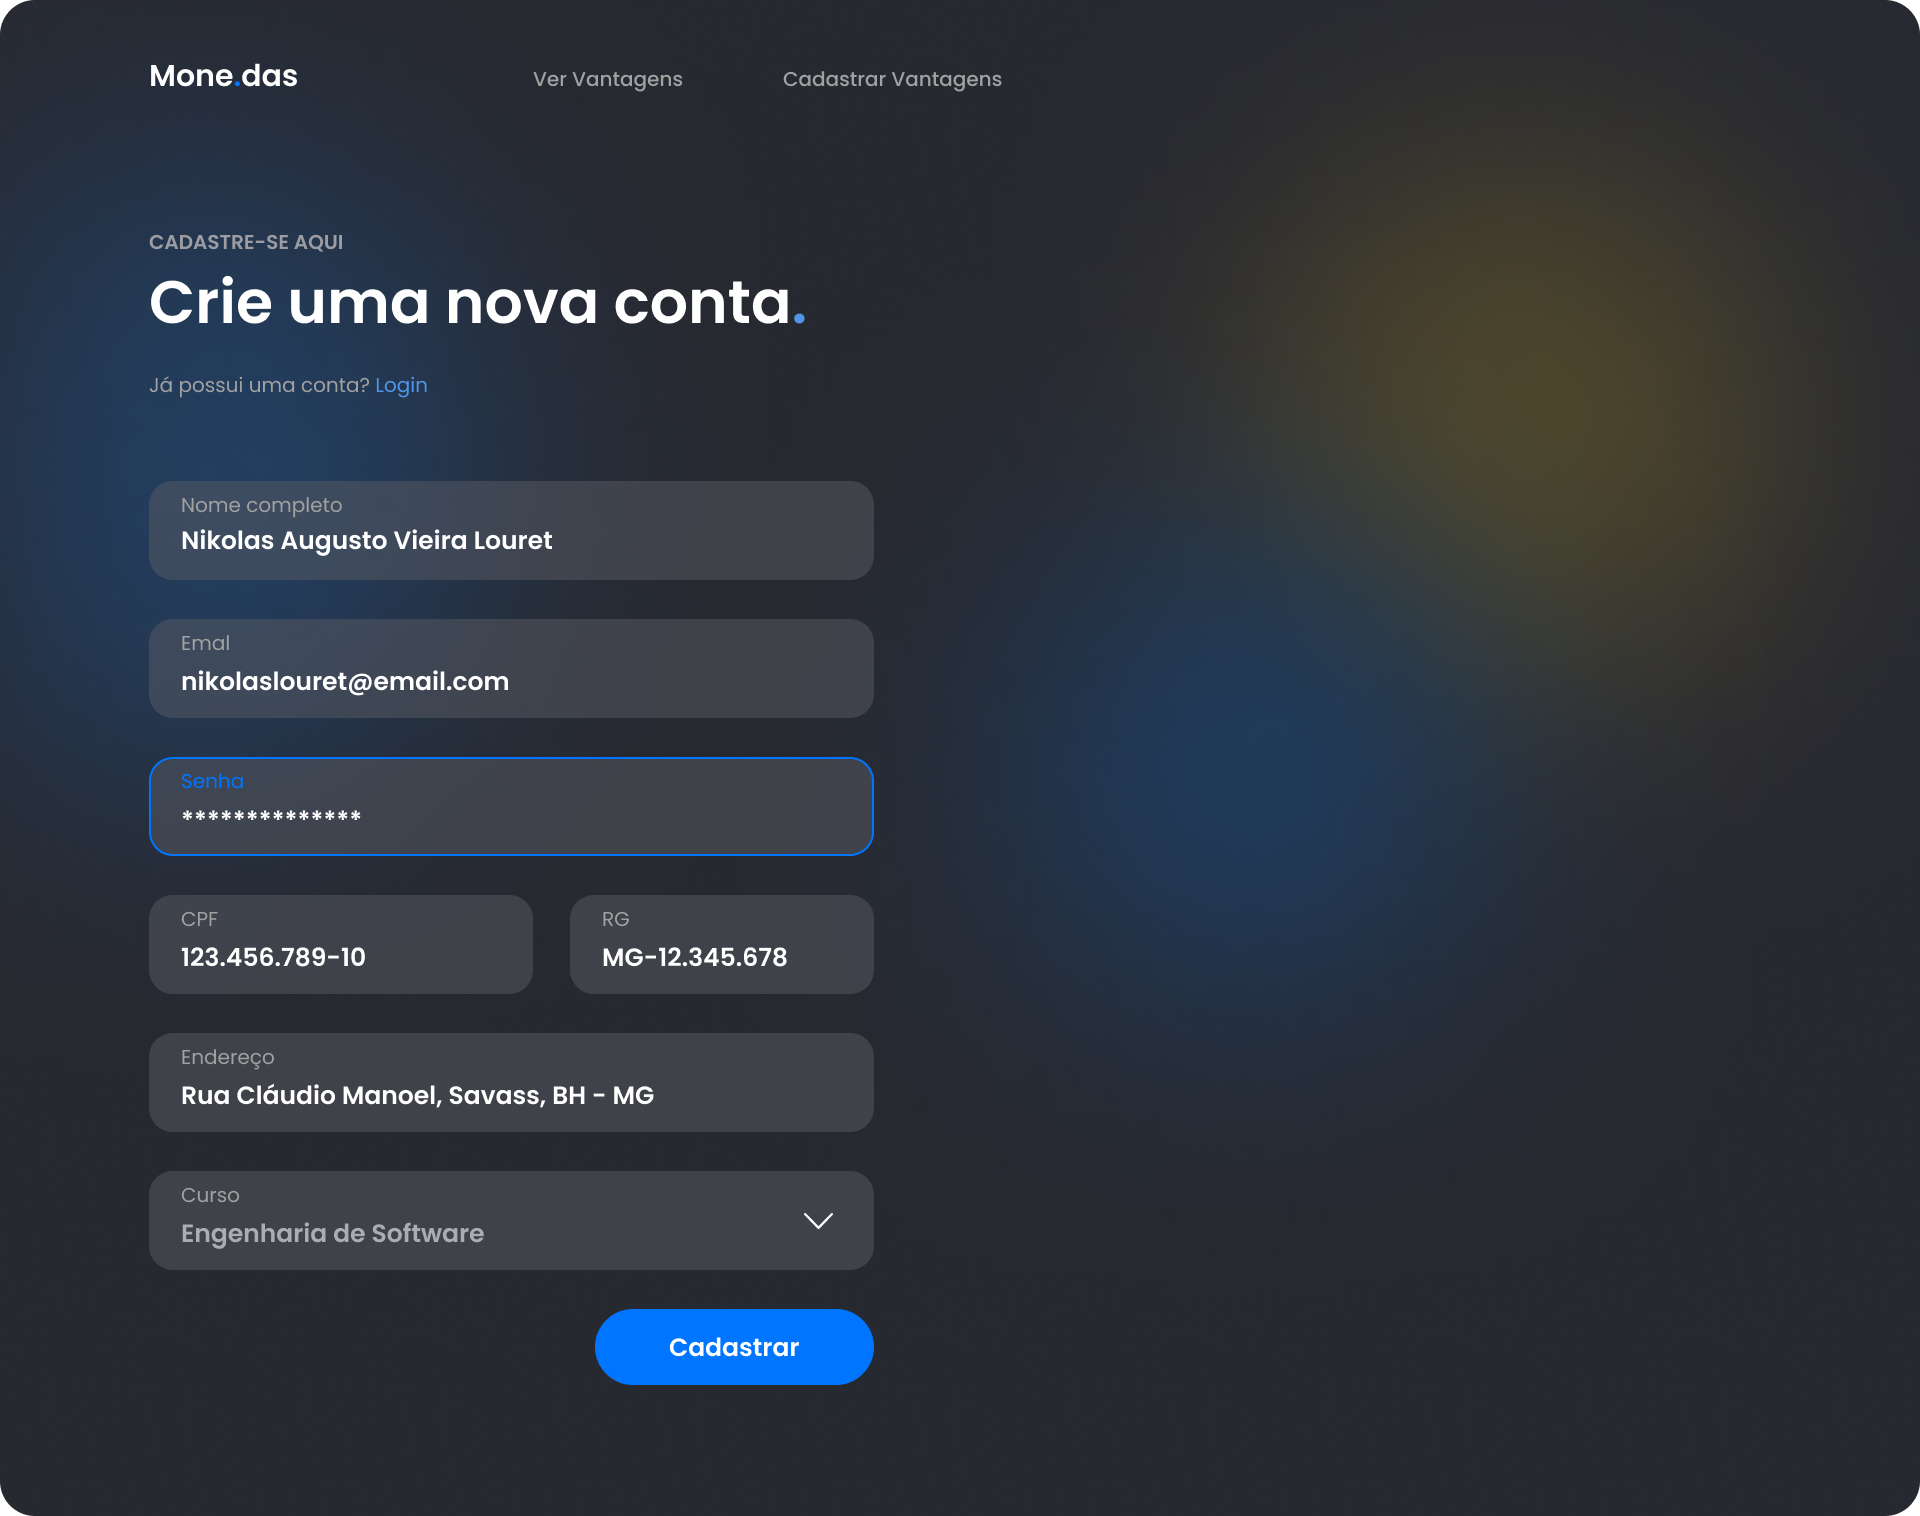 Mone.das
Ver Vantagens
Cadastrar Vantagens
CADASTRE-SE AQUI
Crie uma nova conta.
Já possui uma conta? Login
Nome completo
Nikolas Augusto Vieira Louret
Emal
nikolaslouret@email.com
Senha
**************
CPF
123.456.789-10
RG
MG-12.345.678
Endereço
Rua Cláudio Manoel, Savass, BH - MG
Curso
Engenharia de Software
Cadastrar